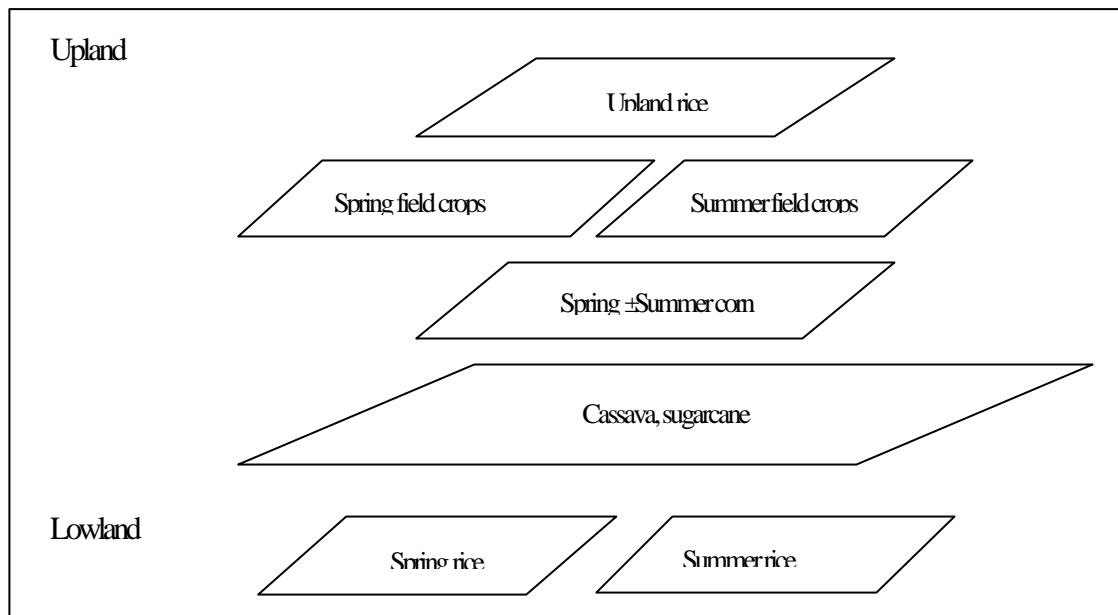 Upland
Upland rice
Spring field crops
Summer field crops
Spring ±Summer corn
Cassava, sugarcane
Lowland
Spring rice
Summer rice